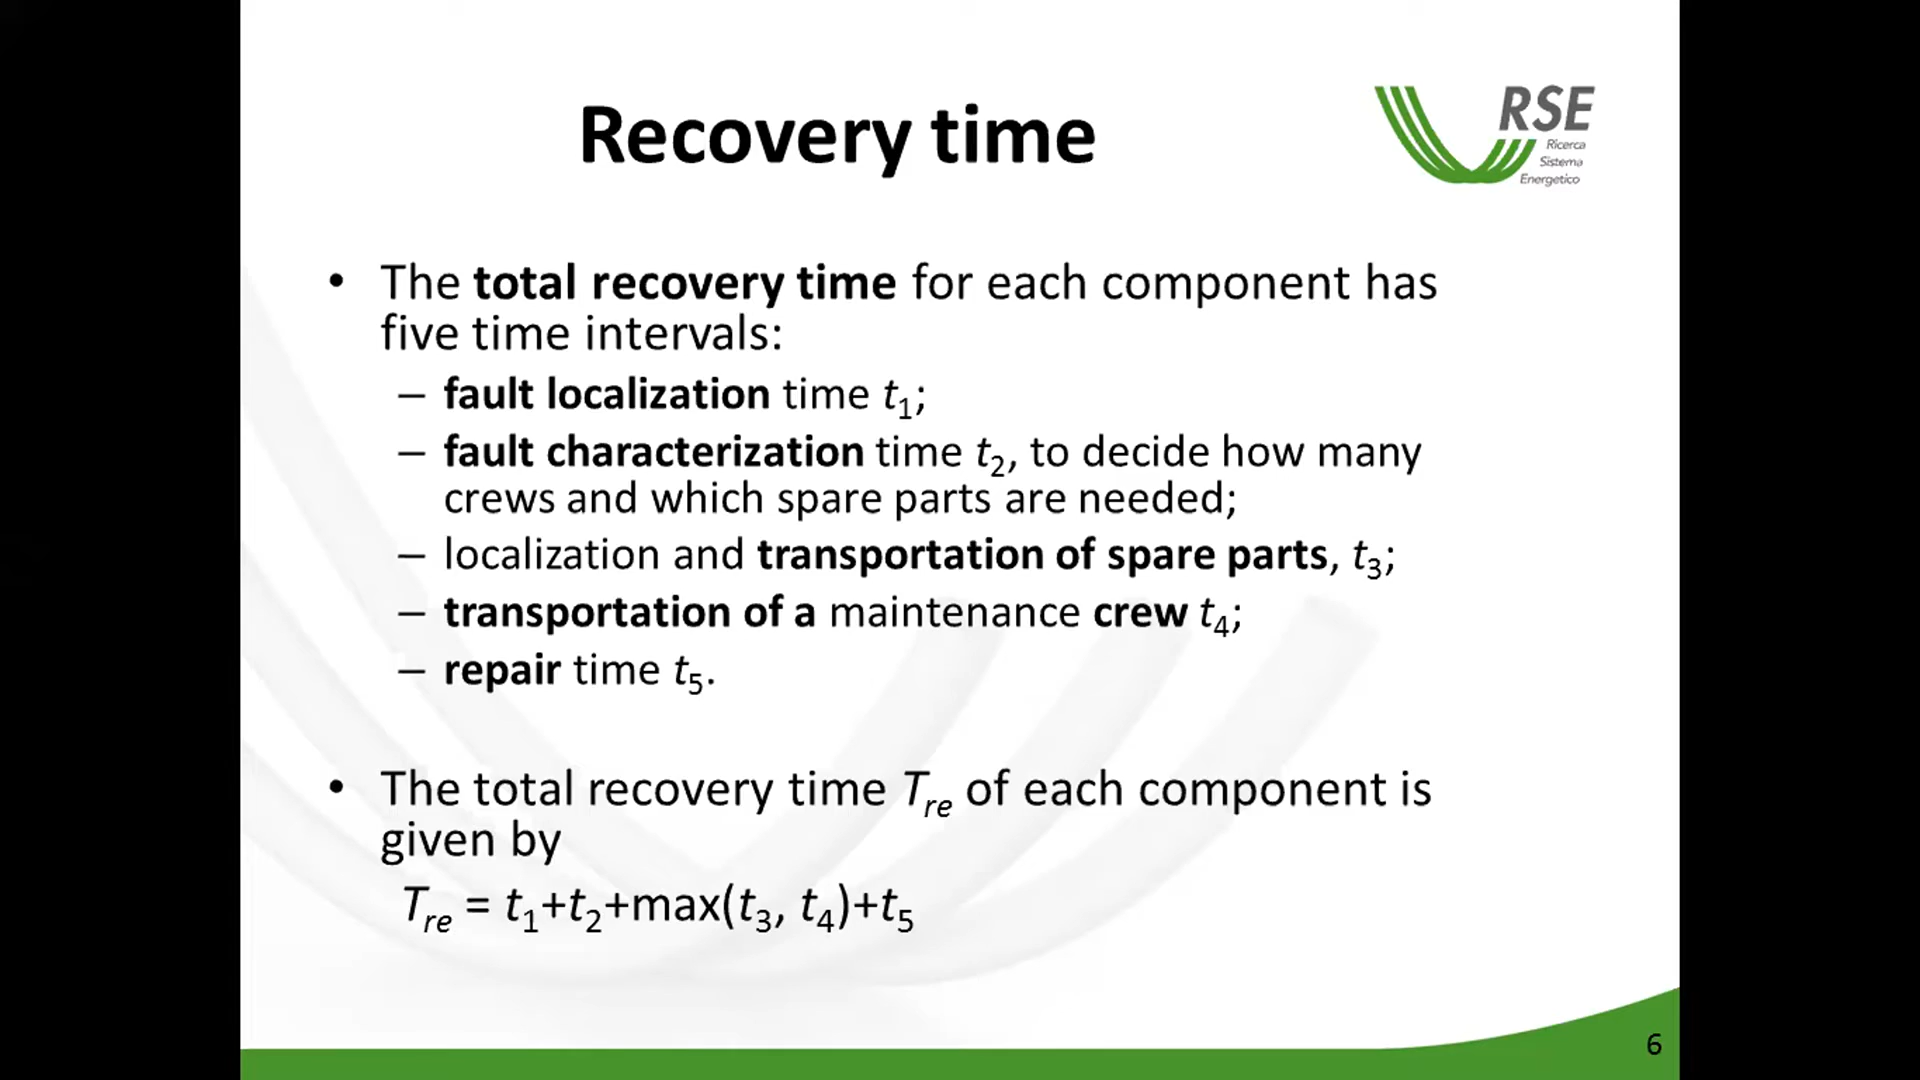 Recovery time
RSE
Ricerca
Sistema
Energetico
• The total recovery time for each component has
five time intervals:
– fault localization time t1;
– fault characterization time t2, to decide how many
crews and which spare parts are needed;
– localization and transportation of spare parts, t3;
– transportation of a maintenance crew t4;
– repair time t5.
• The total recovery time Tre of each component is
given by
Tre = t1+t2+max(t3, t4)+t5
6